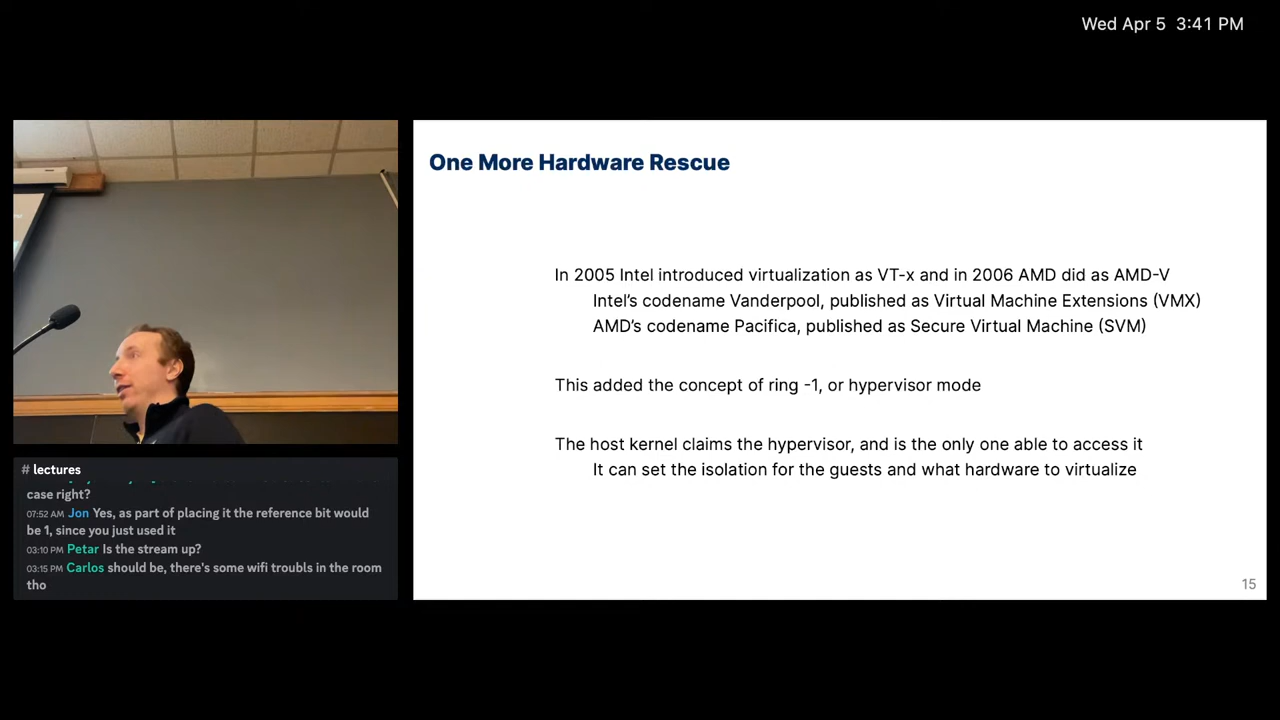 Wed Apr 5 3:41 PM
One More Hardware Rescue
In 2005 Intel introduced virtualization as VT-x and in 2006 AMD did as AMD-V
Intel’s codename Vanderpool, published as Virtual Machine Extensions (VMX)
AMD’s codename Pacifica, published as Secure Virtual Machine (SVM)
This added the concept of ring -1, or hypervisor mode
The host kernel claims the hypervisor, and is the only one able to access it
It can set the isolation for the guests and what hardware to virtualize
15
# lectures
case right?
07:52 AM Jon Yes, as part of placing it the reference bit would
be 1, since you just used it
03:10 PM Petar Is the stream up?
03:15 PM Carlos should be, there's some wifi troubls in the room
tho